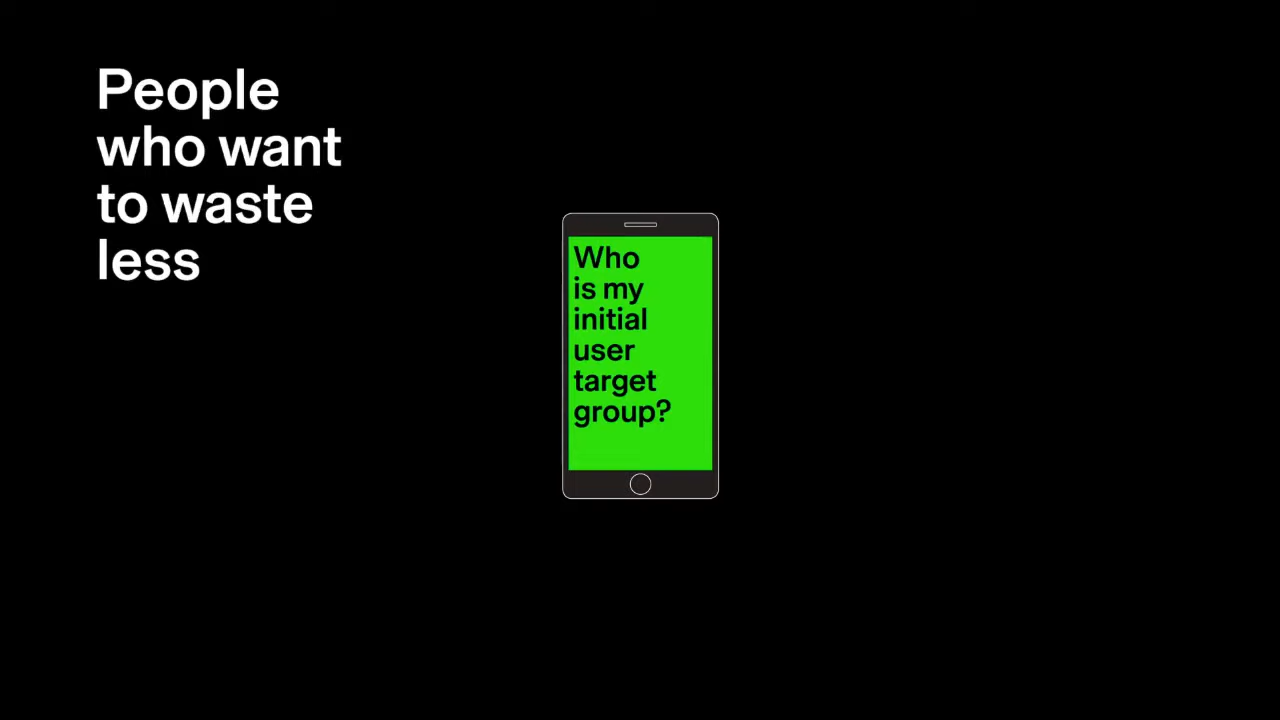 People
who want
to waste
less
Who
is my
initial
user
target
group?